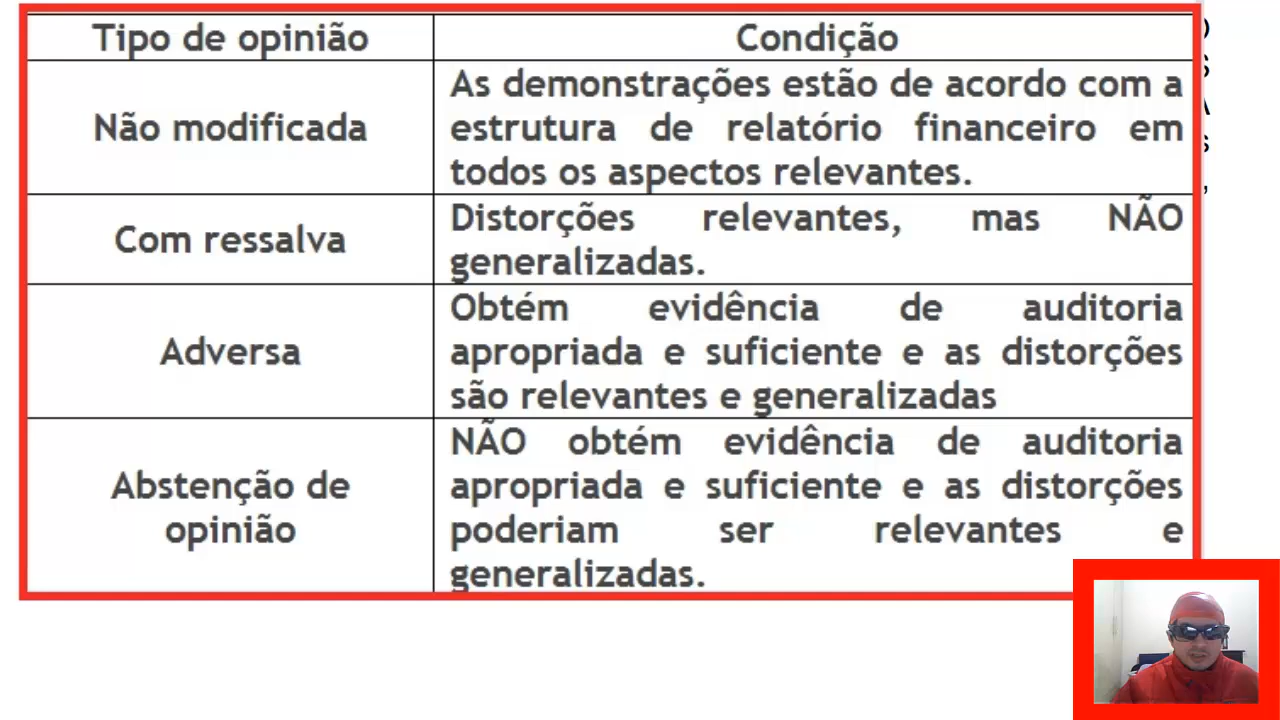 Tipo de opinião
Condição
Não modificada
As demonstrações estão de acordo com a
estrutura de relatório financeiro em
todos os aspectos relevantes.
Com ressalva
Distorções relevantes, mas NÃO
generalizadas.
Adversa
Obtém evidência de auditoria
apropriada e suficiente e as distorções
são relevantes e generalizadas
Abstenção de
opinião
NÃO obtém evidência de auditoria
apropriada e suficiente e as distorções
poderiam ser relevantes e
generalizadas.